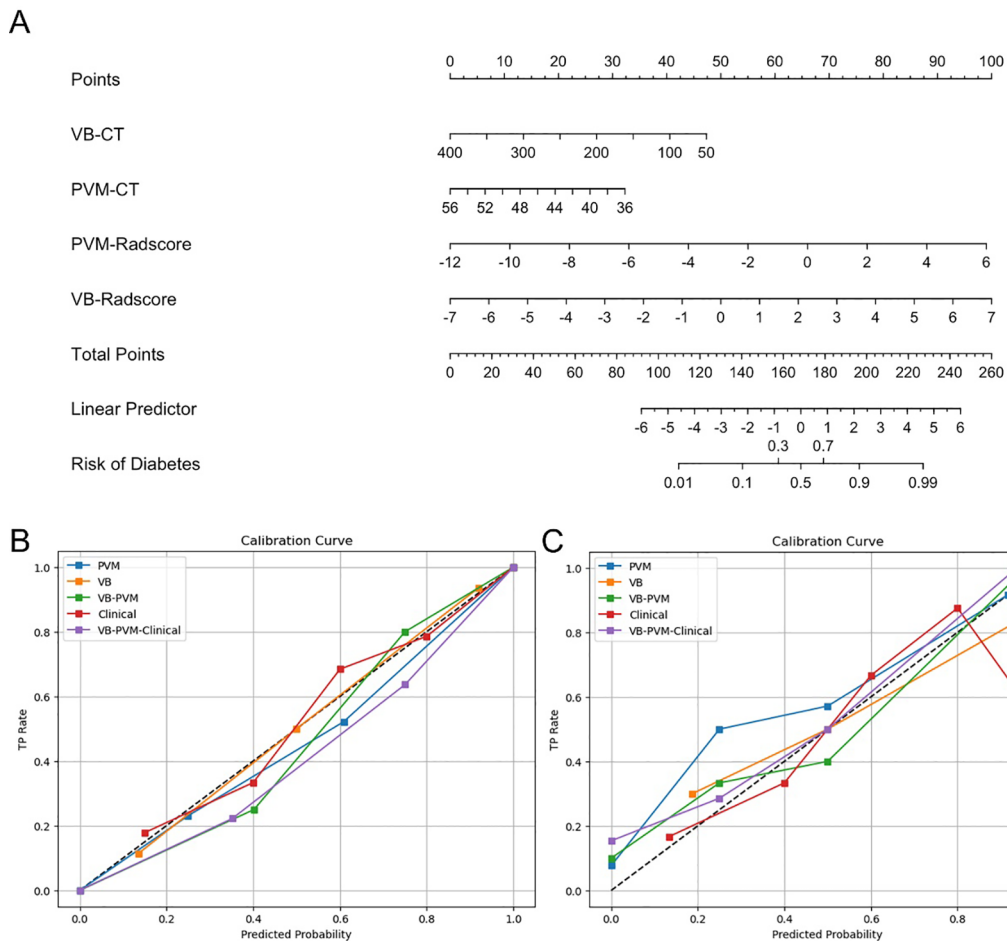 A
Points
0 10 20 30 40 50 60 70 80 90 100
VB-CT
400 300 200 100 50
PVM-CT
56 52 48 44 40 36
PVM-Radscore
-12 -10 -8 -6 -4 -2 0 2 4 6
VB-Radscore
-7 -6 -5 -4 -3 -2 -1 0 1 2 3 4 5 6 7
Total Points
0 20 40 60 80 100 120 140 160 180 200 220 240 260
Linear Predictor
-6 -5 -4 -3 -2 -1 0 1 2 3 4 5 6
0.3 0.7
Risk of Diabetes
0.01 0.1 0.5 0.9 0.99
B
Calibration Curve
PVM
VB
VB-PVM
Clinical
VB-PVM-Clinical
TP Rate
1.0
0.8
0.6
0.4
0.2
0.0
0.0 0.2 0.4 0.6 0.8 1.0
Predicted Probability
C
Calibration Curve
PVM
VB
VB-PVM
Clinical
VB-PVM-Clinical
TP Rate
1.0
0.8
0.6
0.4
0.2
0.0
0.0 0.2 0.4 0.6 0.8
Predicted Probability